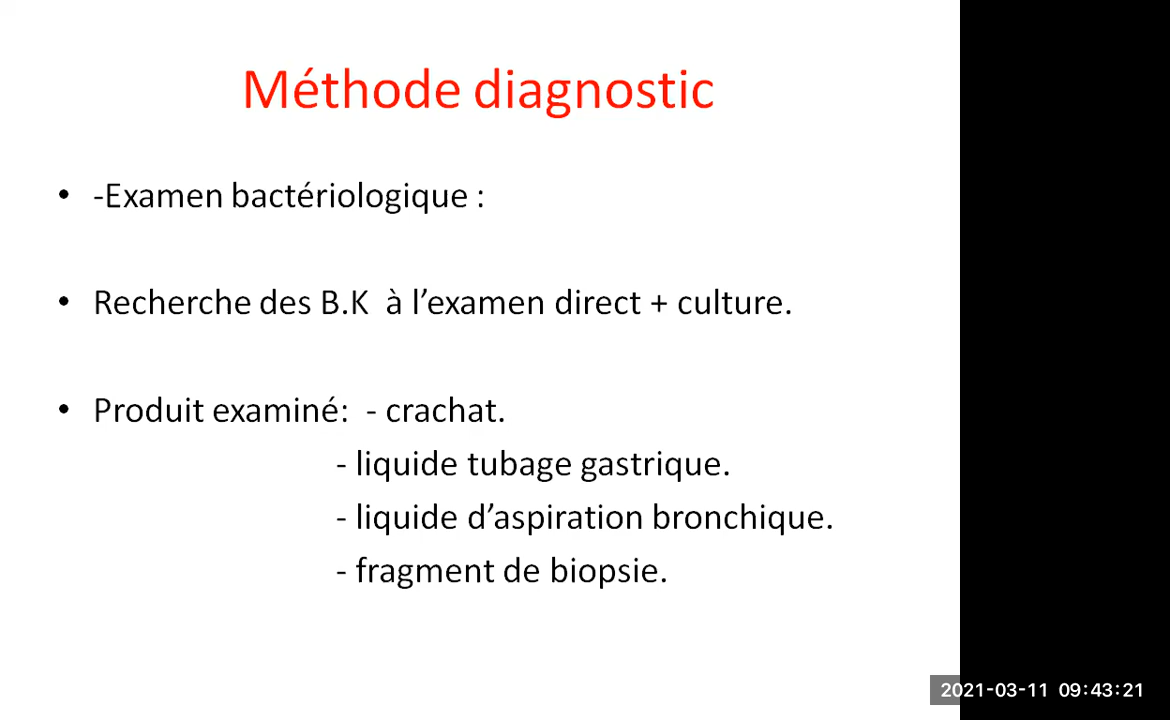 Méthode diagnostic
• -Examen bactériologique :
• Recherche des B.K à l’examen direct + culture.
• Produit examiné: - crachat.
- liquide tubage gastrique.
- liquide d’aspiration bronchique.
- fragment de biopsie.
2021-03-11 09:43:21